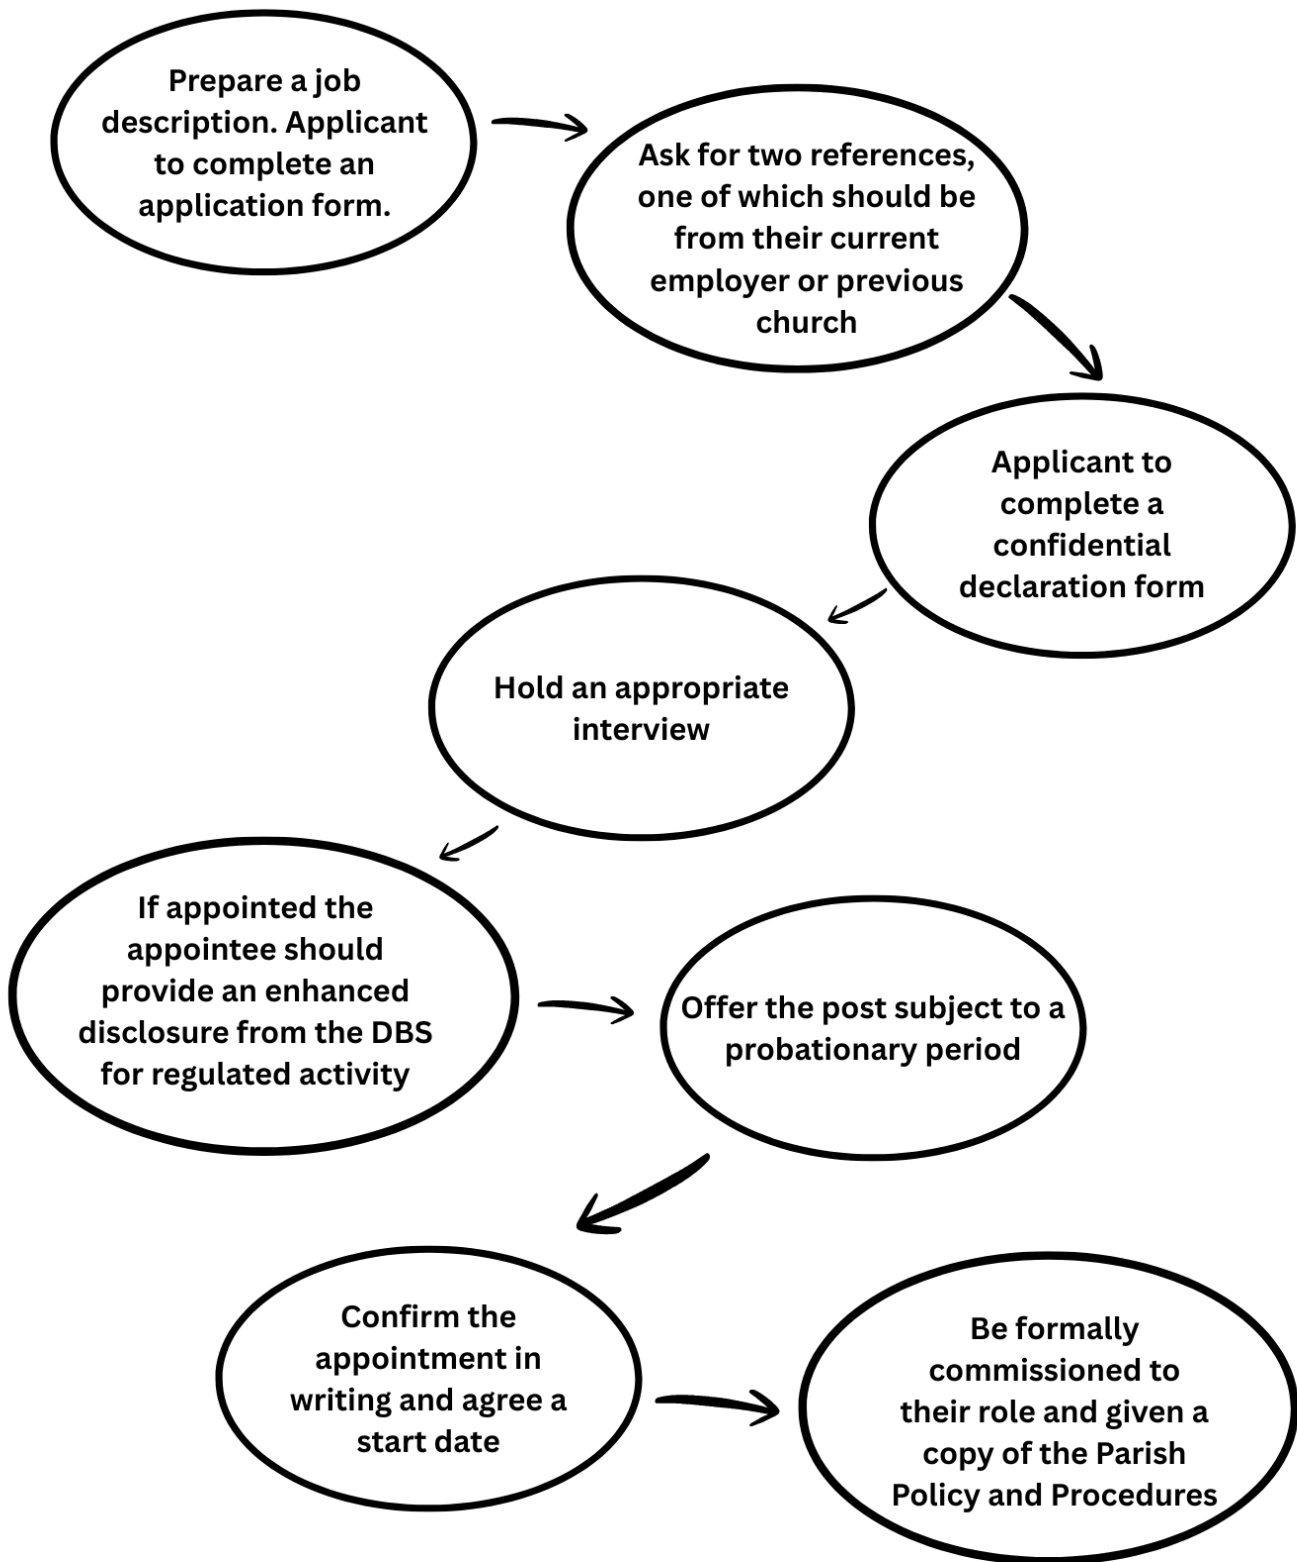 Prepare a job
description. Applicant
to complete an
application form.
Ask for two references,
one of which should be
from their current
employer or previous
church
Applicant to
complete a
confidential
declaration form
Hold an appropriate
interview
If appointed the
appointee should
provide an enhanced
disclosure from the DBS
for regulated activity
Offer the post subject to a
probationary period
Confirm the
appointment in
writing and agree a
start date
Be formally
commissioned to
their role and given a
copy of the Parish
Policy and Procedures